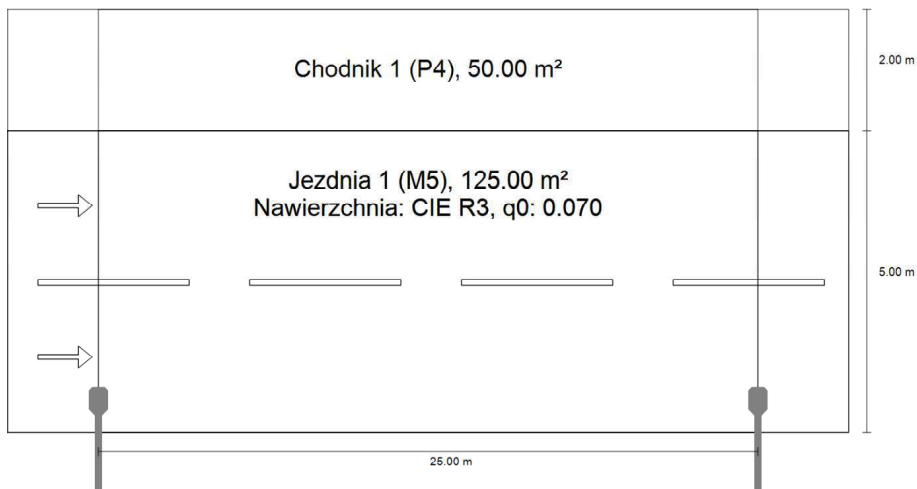 Chodnik 1 (P4), 50.00 m²
2.00 m
Jezdnia 1 (M5), 125.00 m²
Nawierzchnia: CIE R3, q0: 0.070
5.00 m
25.00 m